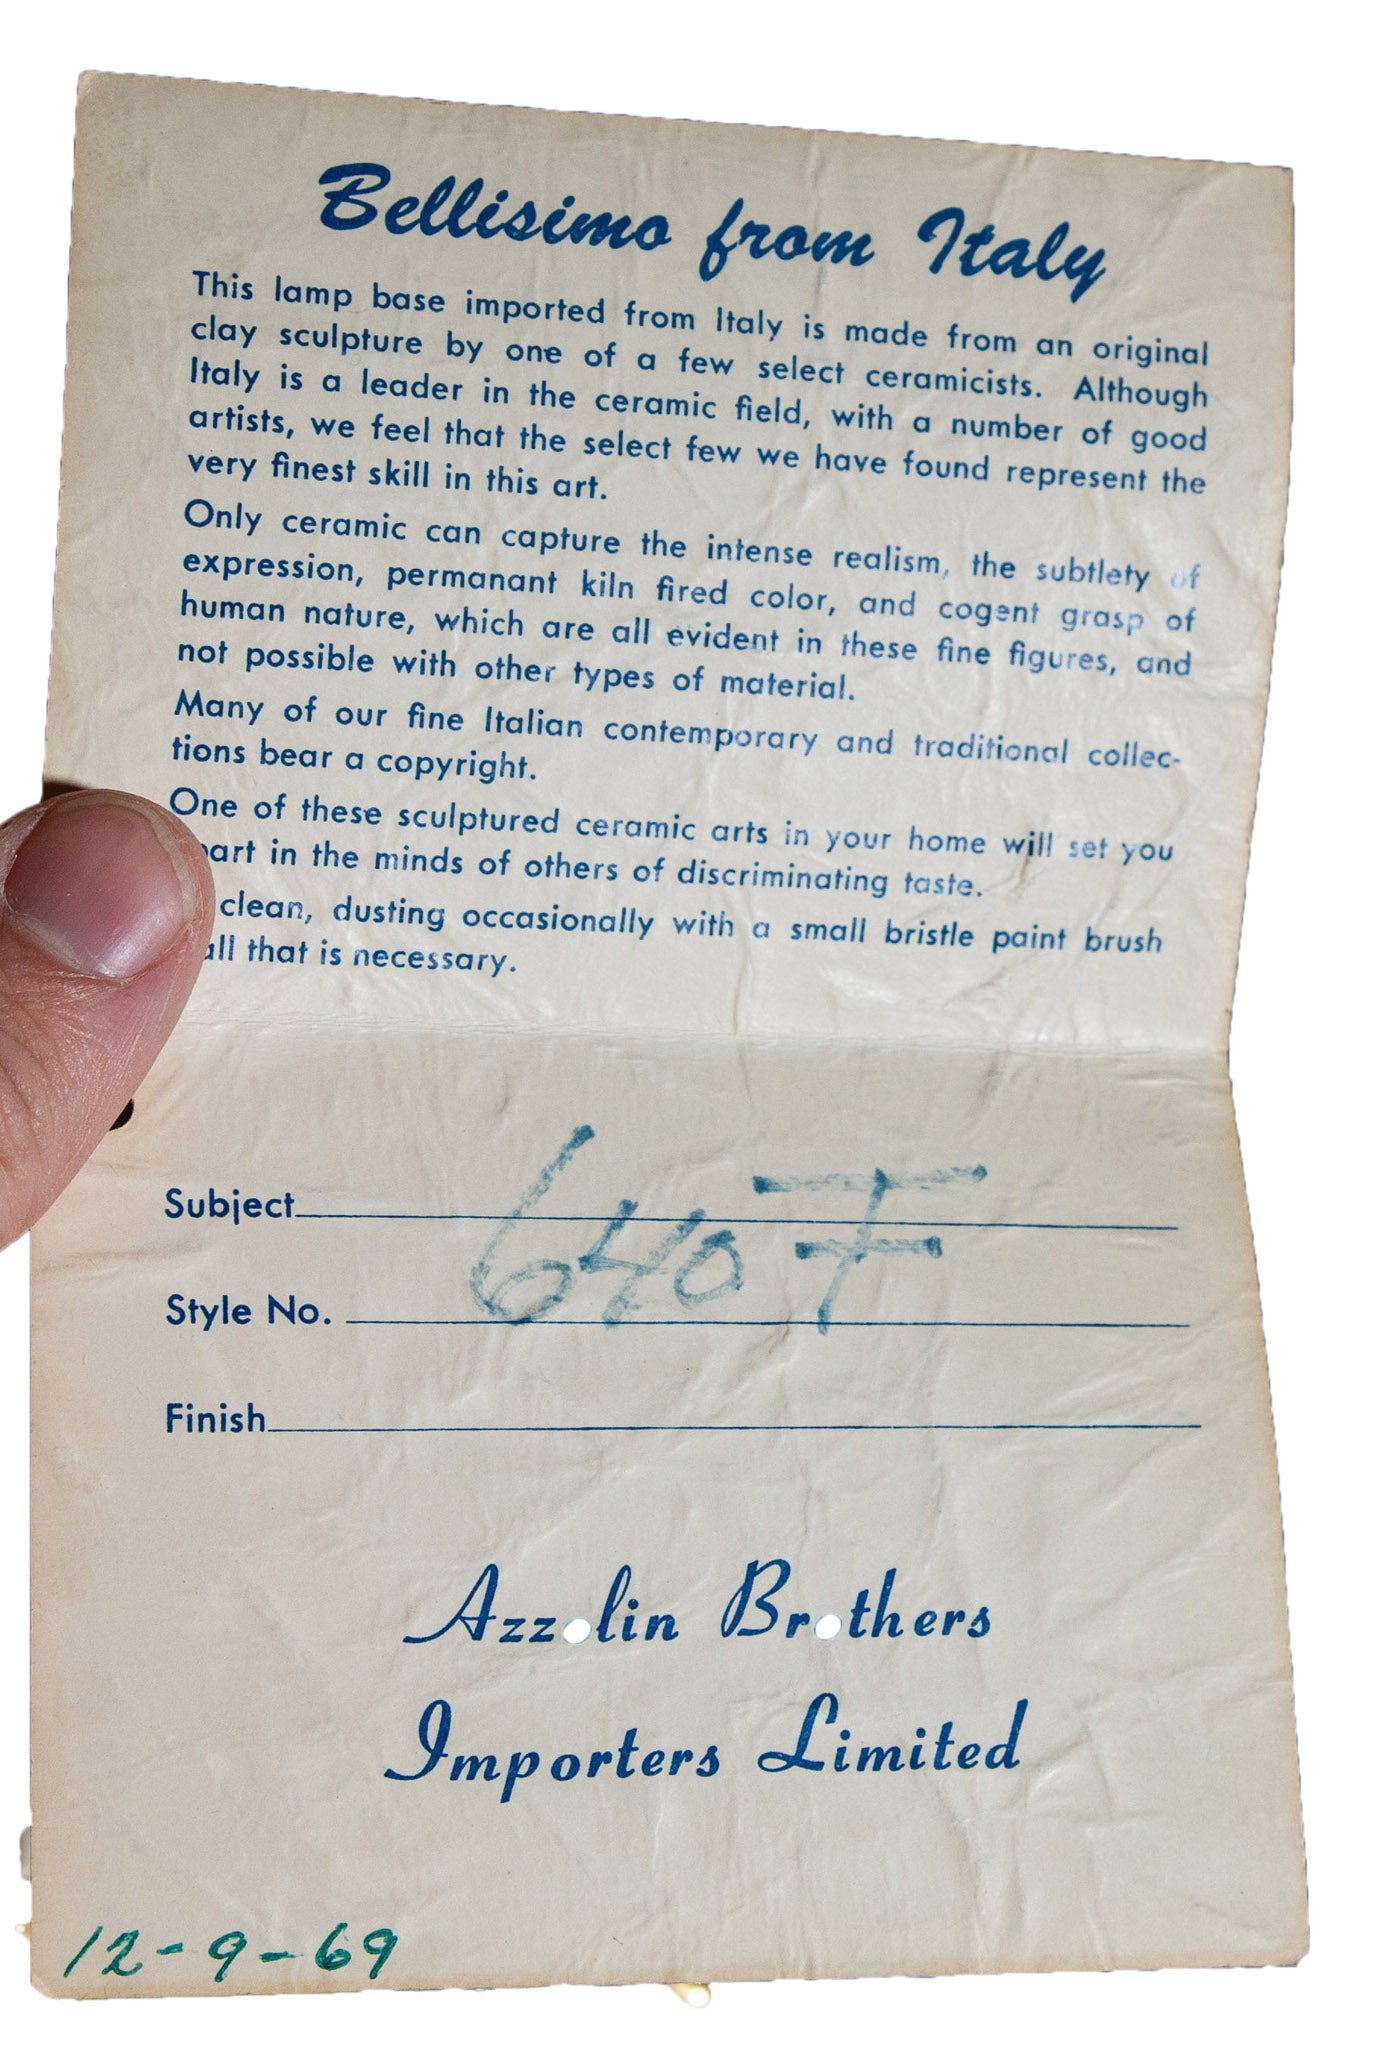 Bellisimo from Italy
This lamp base imported from Italy is made from an original
clay sculpture by one of a few select ceramicists. Although
Italy is a leader in the ceramic field, with a number of good
artists, we feel that the select few we have found represent the
very finest skill in this art.
Only ceramic can capture the intense realism, the subtlety of
expression, permanant kiln fired color, and cogent grasp of
human nature, which are all evident in these fine figures, and
not possible with other types of material.
Many of our fine Italian contemporary and traditional collec-
tions bear a copyright.
One of these sculptured ceramic arts in your home will set you
part in the minds of others of discriminating taste.
clean, dusting occasionally with a small bristle paint brush
all that is necessary.
Subject
6407
Style No.
Finish
Azzolin Brothers
Importers Limited
12-9-69